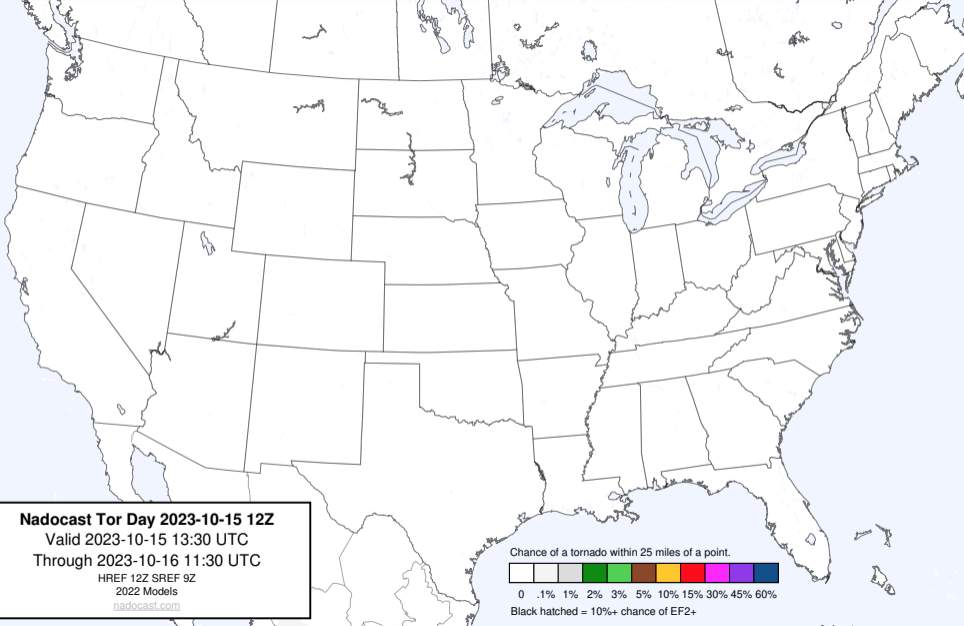 Nadocast Tor Day 2023-10-15 12Z
Valid 2023-10-15 13:30 UTC
Through 2023-10-16 11:30 UTC
HREF 12Z SREF 9Z
2022 Models
nadocast.com
Chance of a tornado within 25 miles of a point.
0 .1% 1% 2% 3% 5% 10% 15% 30% 45% 60%
Black hatched = 10%+ chance of EF2+